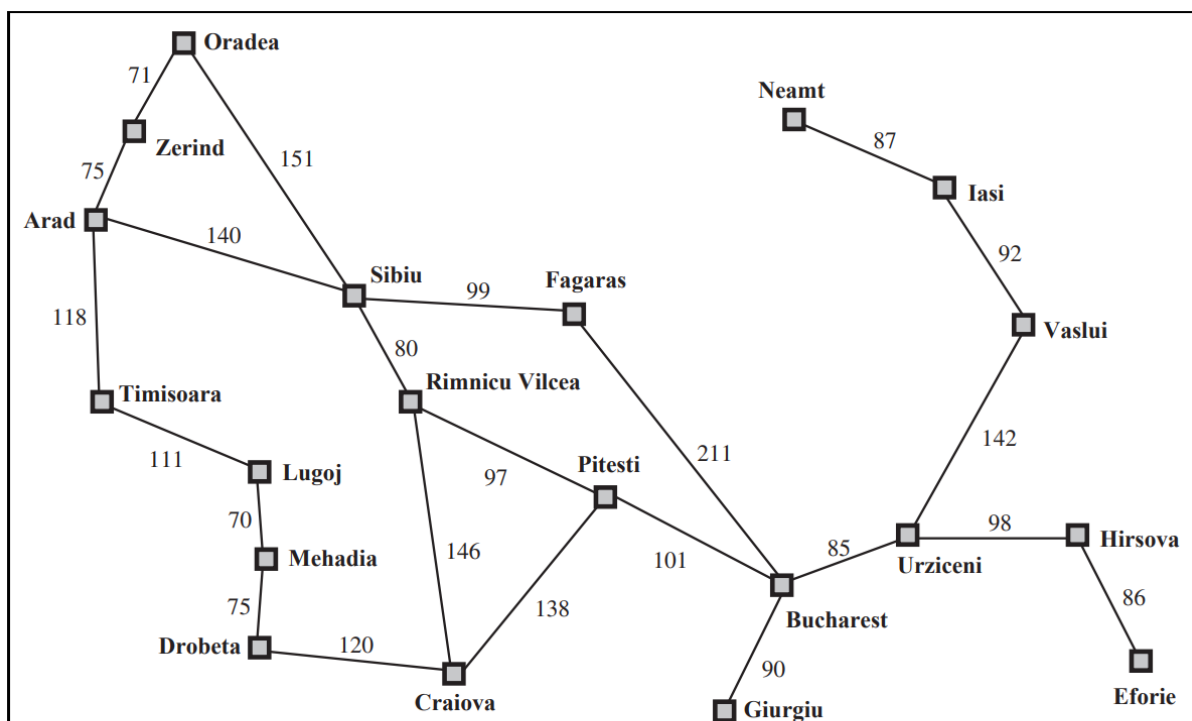 Oradea
71
Neamt
87
Zerind
151
75
Iasi
Arad
140
92
Sibiu
99
Fagaras
118
Vaslui
80
Rimnicu Vilcea
Timisoara
142
111
211
Lugoj
97
Pitesti
70
98
Hirsova
146
85
Mehadia
101
Urziceni
75
138
86
Bucharest
Drobeta
120
90
Craiova
Eforie
Giurgiu